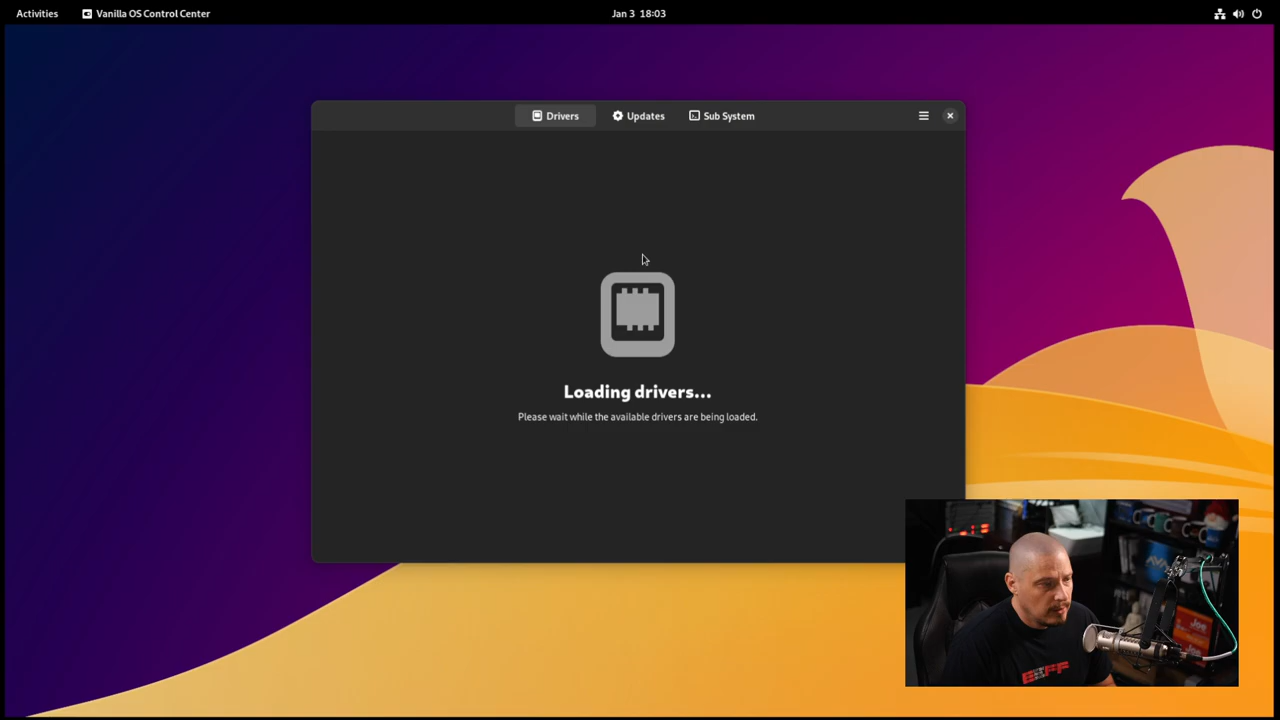 Activities
Vanilla OS Control Center
Jan 3 18:03
Drivers
Updates
Sub System
Loading drivers...
Please wait while the available drivers are being loaded.
Joe